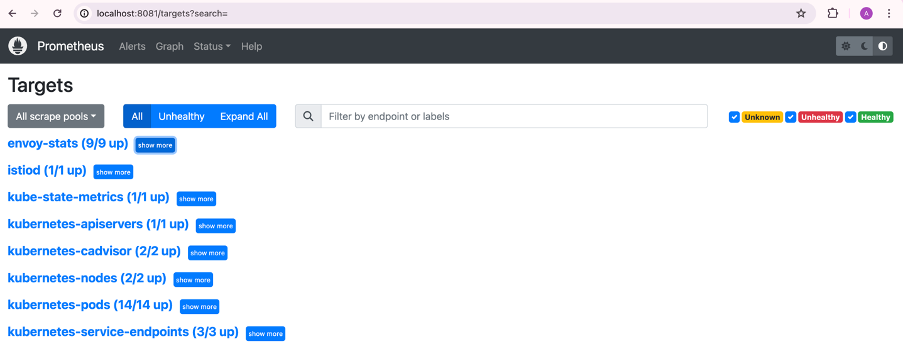 localhost:8081/targets?search=
A
Prometheus Alerts Graph Status Help
Targets
All scrape pools All Unhealthy Expand All Filter by endpoint or labels Unknown Unhealthy Healthy
envoy-stats (9/9 up) show more
istiod (1/1 up) show more
kube-state-metrics (1/1 up) show more
kubernetes-apiservers (1/1 up) show more
kubernetes-cadvisor (2/2 up) show more
kubernetes-nodes (2/2 up) show more
kubernetes-pods (14/14 up) show more
kubernetes-service-endpoints (3/3 up) show more